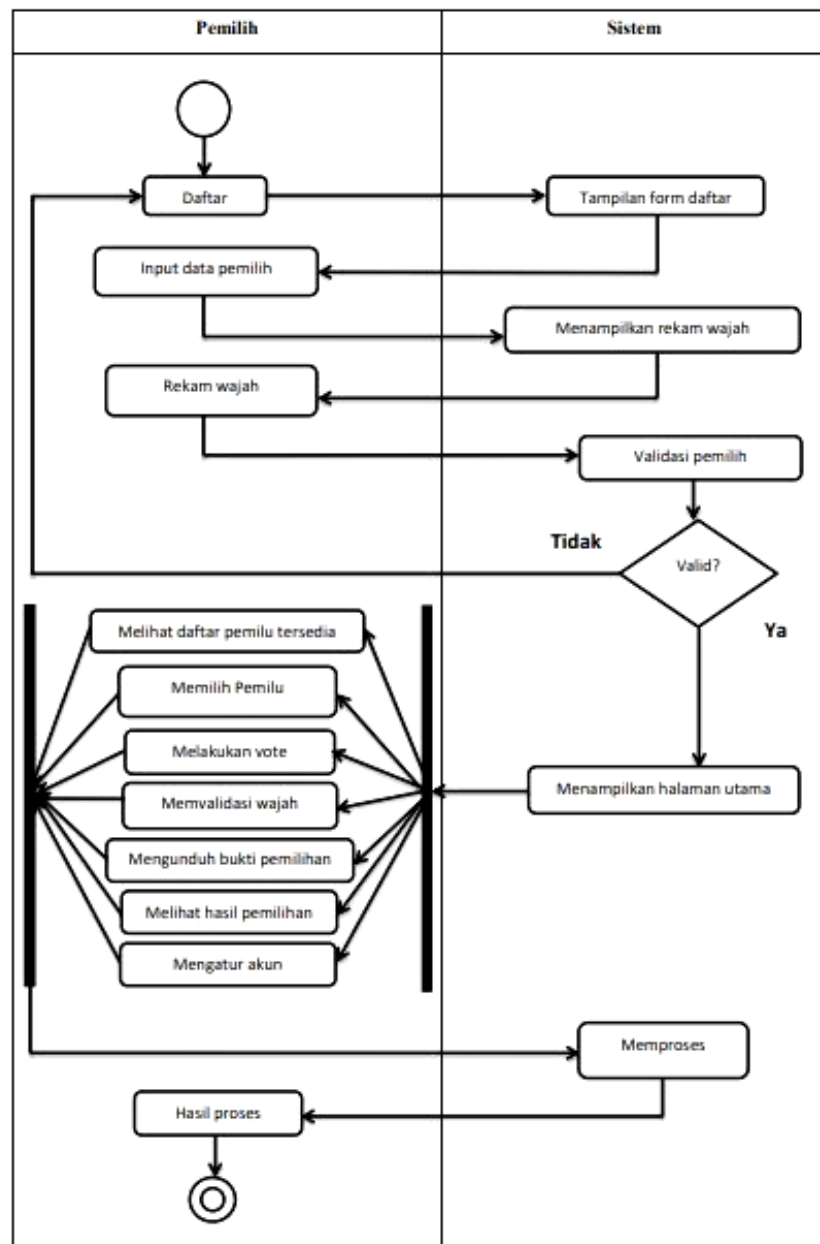 Pemilih
Sistem
Daftar
Tampilan form daftar
Input data pemilih
Menampilkan rekam wajah
Rekam wajah
Validasi pemilih
Tidak
Valid?
Ya
Melihat daftar pemilu tersedia
Memilih Pemilu
Melakukan vote
Memvalidasi wajah
Menampilkan halaman utama
Mengunduh bukti pemilihan
Melihat hasil pemilihan
Mengatur akun
Memproses
Hasil proses